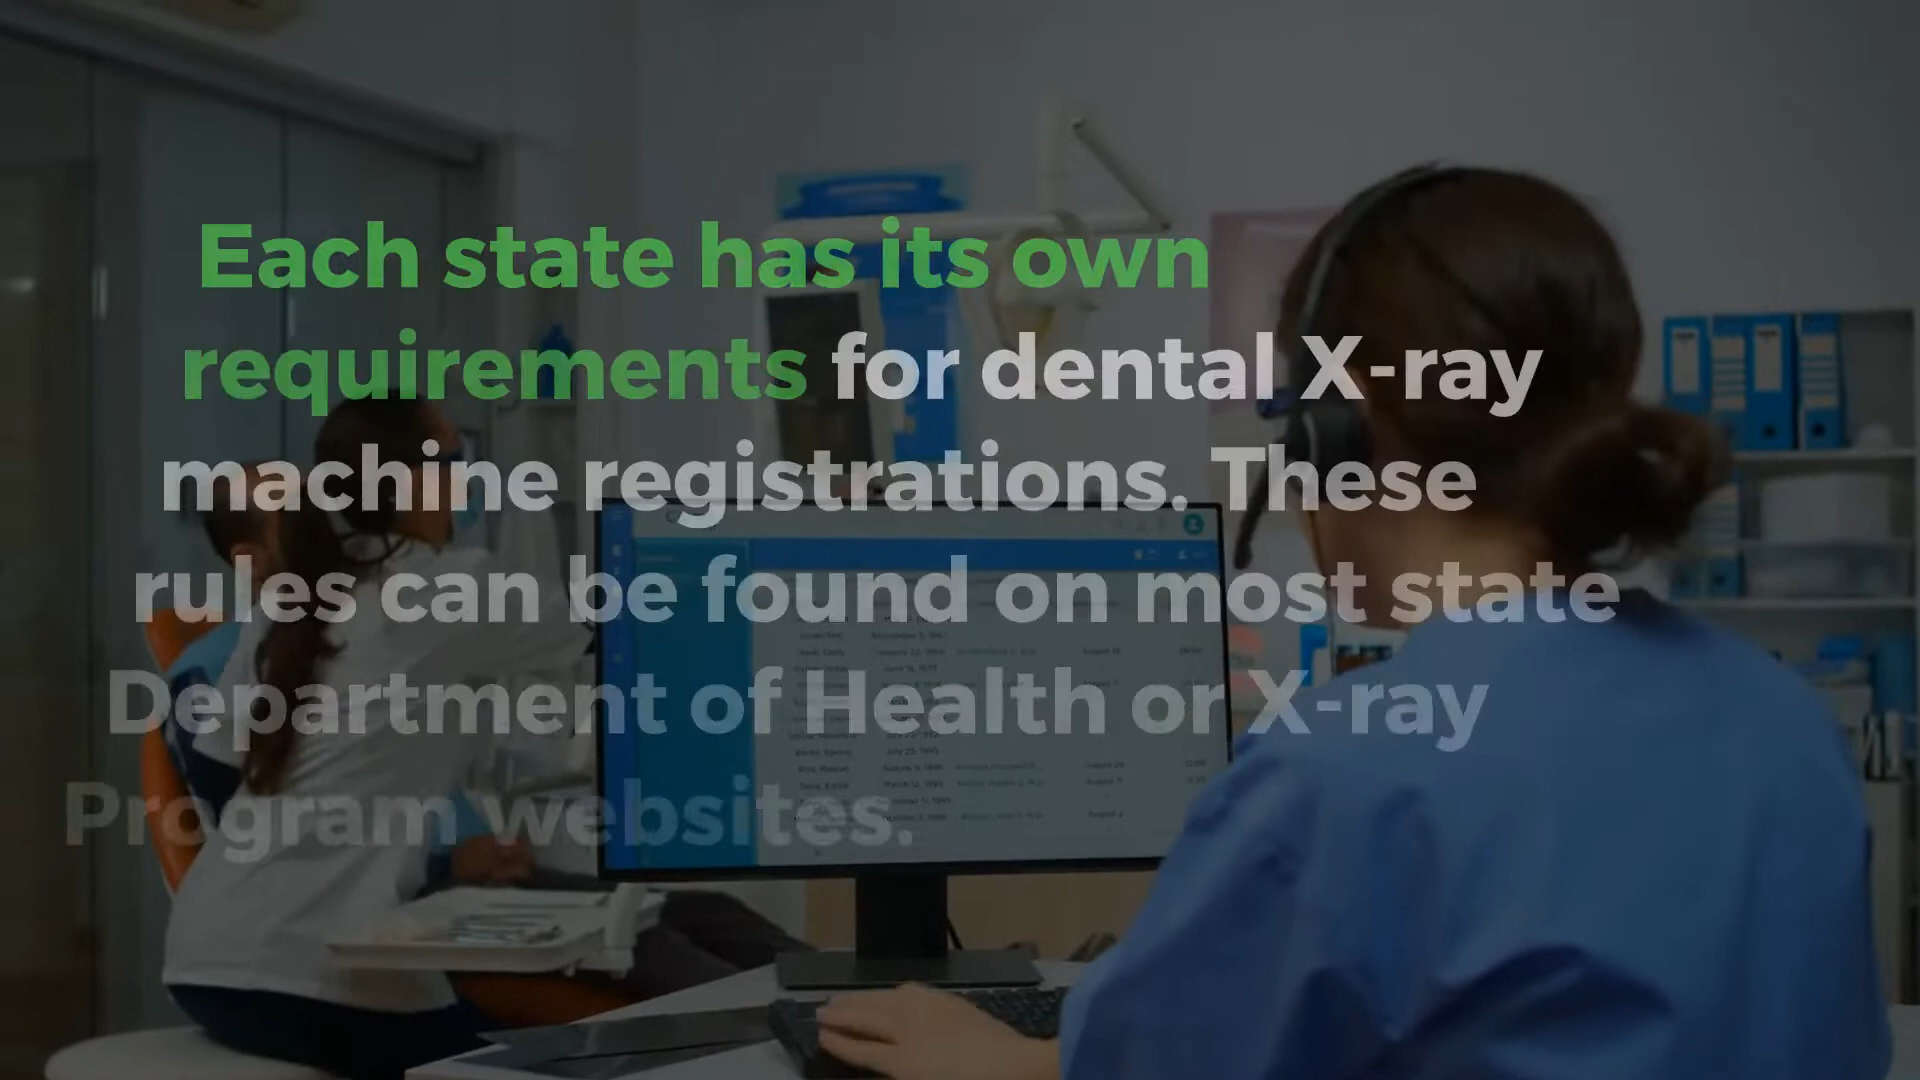 Each state has its own
requirements for dental X-ray
machine registrations. These
rules can be found on most state
Department of Health or X-ray
Program websites.